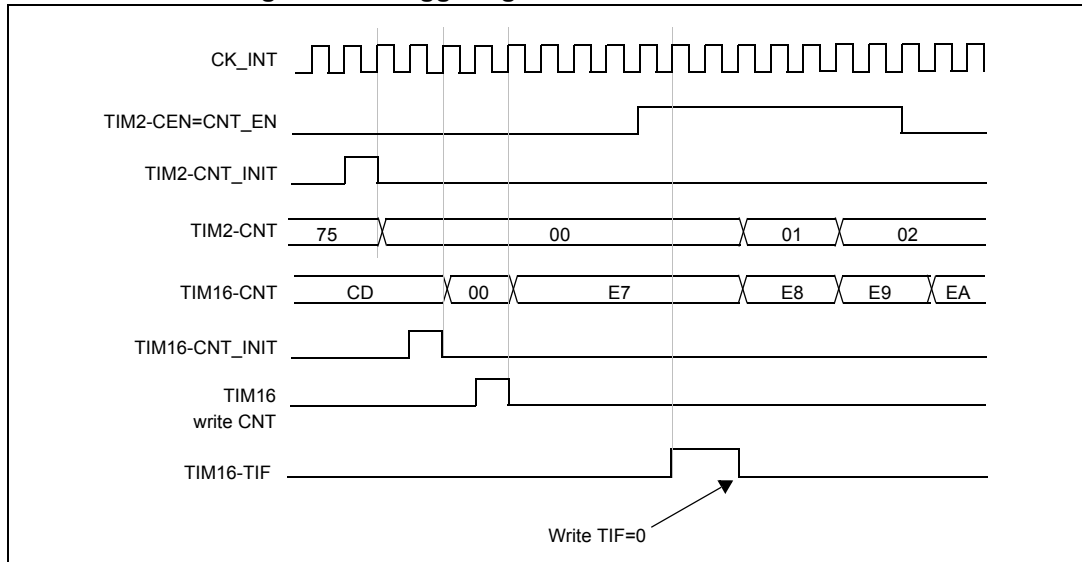 CK_INT
TIM2-CEN=CNT_EN
TIM2-CNT_INIT
TIM2-CNT 75 00 01 02
TIM16-CNT CD 00 E7 E8 E9 EA
TIM16-CNT_INIT
TIM16
write CNT
TIM16-TIF
Write TIF=0